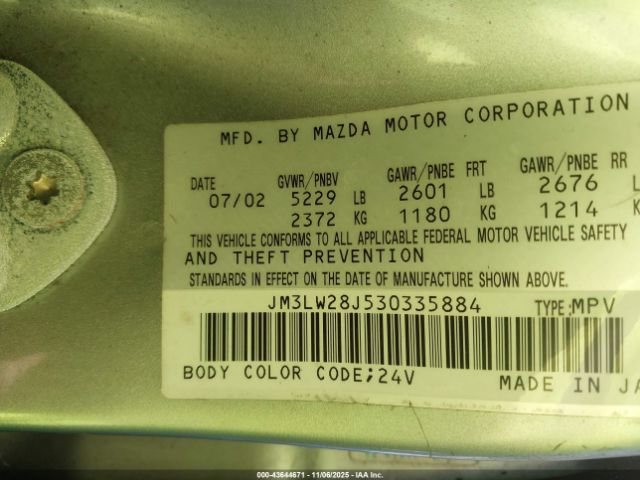 MFD. BY MAZDA MOTOR CORPORATION
DATE GVWR/PNBV GAWR/PNBE FRT GAWR/PNBE RR
07/02 5229 LB 2601 LB 2676 L
2372 KG 1180 KG 1214 K
THIS VEHICLE CONFORMS TO ALL APPLICABLE FEDERAL MOTOR VEHICLE SAFETY
AND THEFT PREVENTION
STANDARDS IN EFFECT ON THE DATE OF MANUFACTURE SHOWN ABOVE.
JM3LW28J530335884 TYPE:MPV
BODY COLOR CODE;24V MADE IN JA
000-43644671 - 11/06/2025 - IAA Inc.